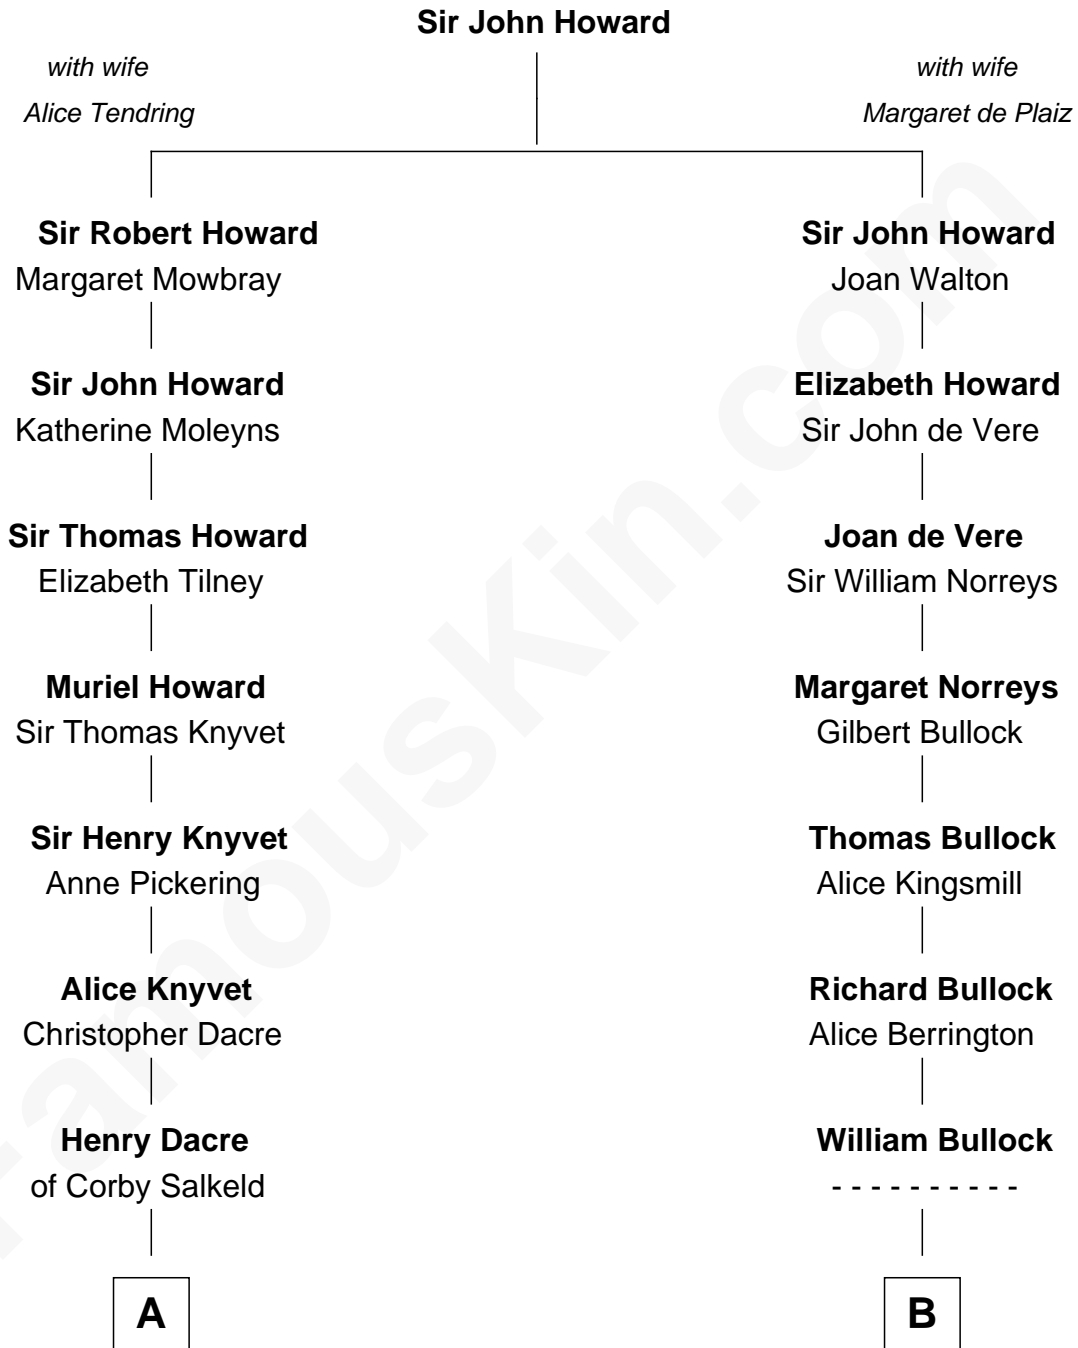 Sir John Howard
with wife
Alice Tendring
with wife
Margaret de Plaiz
Sir Robert Howard
Margaret Mowbray
Sir John Howard
Joan Walton
Sir John Howard
Katherine Moleyns
Elizabeth Howard
Sir John de Vere
Sir Thomas Howard
Elizabeth Tilney
Joan de Vere
Sir William Norreys
Muriel Howard
Sir Thomas Knyvet
Margaret Norreys
Gilbert Bullock
Sir Henry Knyvet
Anne Pickering
Thomas Bullock
Alice Kingsmill
Alice Knyvet
Christopher Dacre
Richard Bullock
Alice Berrington
Henry Dacre
of Corby Salkeld
William Bullock
- - - - - - - - - -
A
B
FamousKin.com